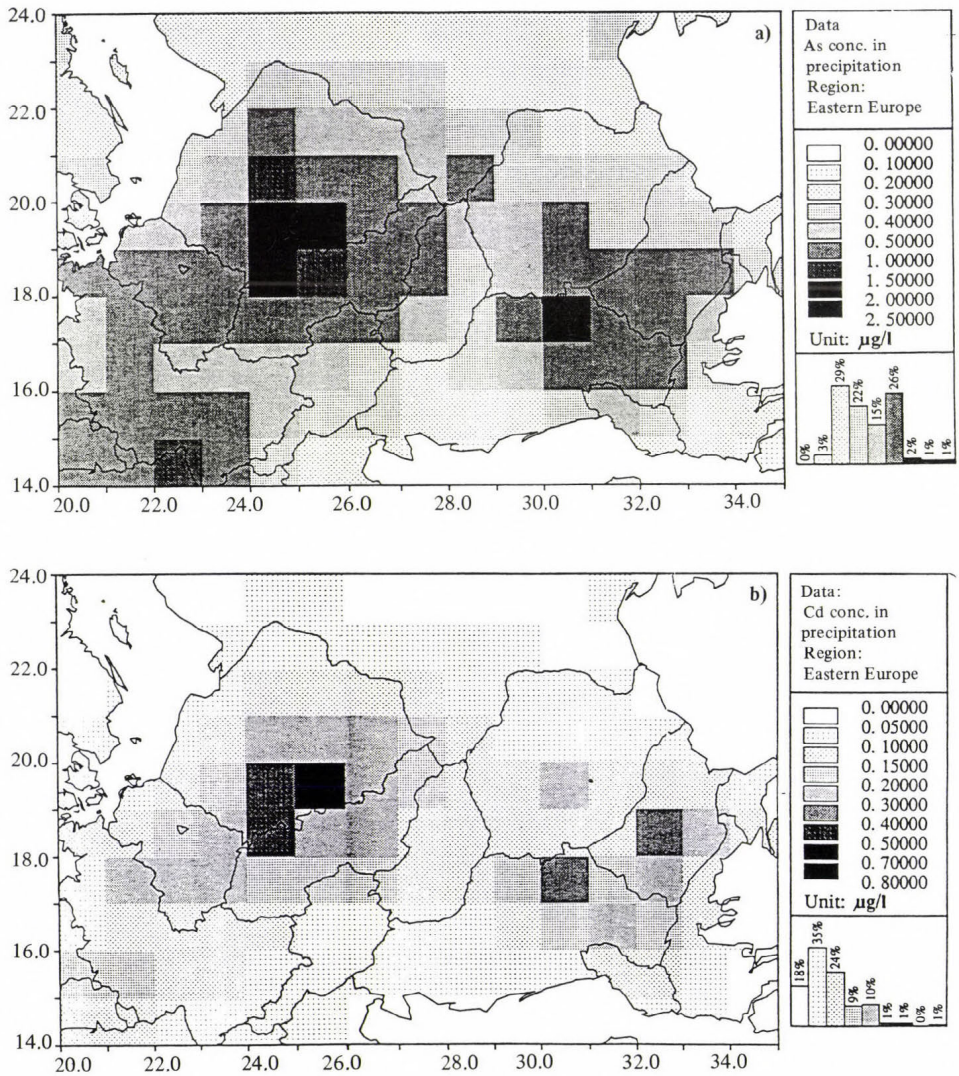 24.0
22.0
20.0
18.0
16.0
14.0
20.0 22.0 24.0 26.0 28.0 30.0 32.0 34.0
a)
Data
As conc. in
precipitation
Region:
Eastern Europe
0. 00000
0. 10000
0. 20000
0. 30000
0. 40000
0. 50000
1. 00000
1. 50000
2. 00000
2. 50000
Unit: µg/l
0% 3% 29% 22% 15% 26% 2% 1% 1%
24.0
22.0
20.0
18.0
16.0
14.0
20.0 22.0 24.0 26.0 28.0 30.0 32.0 34.0
b)
Data:
Cd conc. in
precipitation
Region:
Eastern Europe
0. 00000
0. 05000
0. 10000
0. 15000
0. 20000
0. 30000
0. 40000
0. 50000
0. 70000
0. 80000
Unit: µg/l
18% 35% 24% 9% 10% 1% 1% 0% 1%